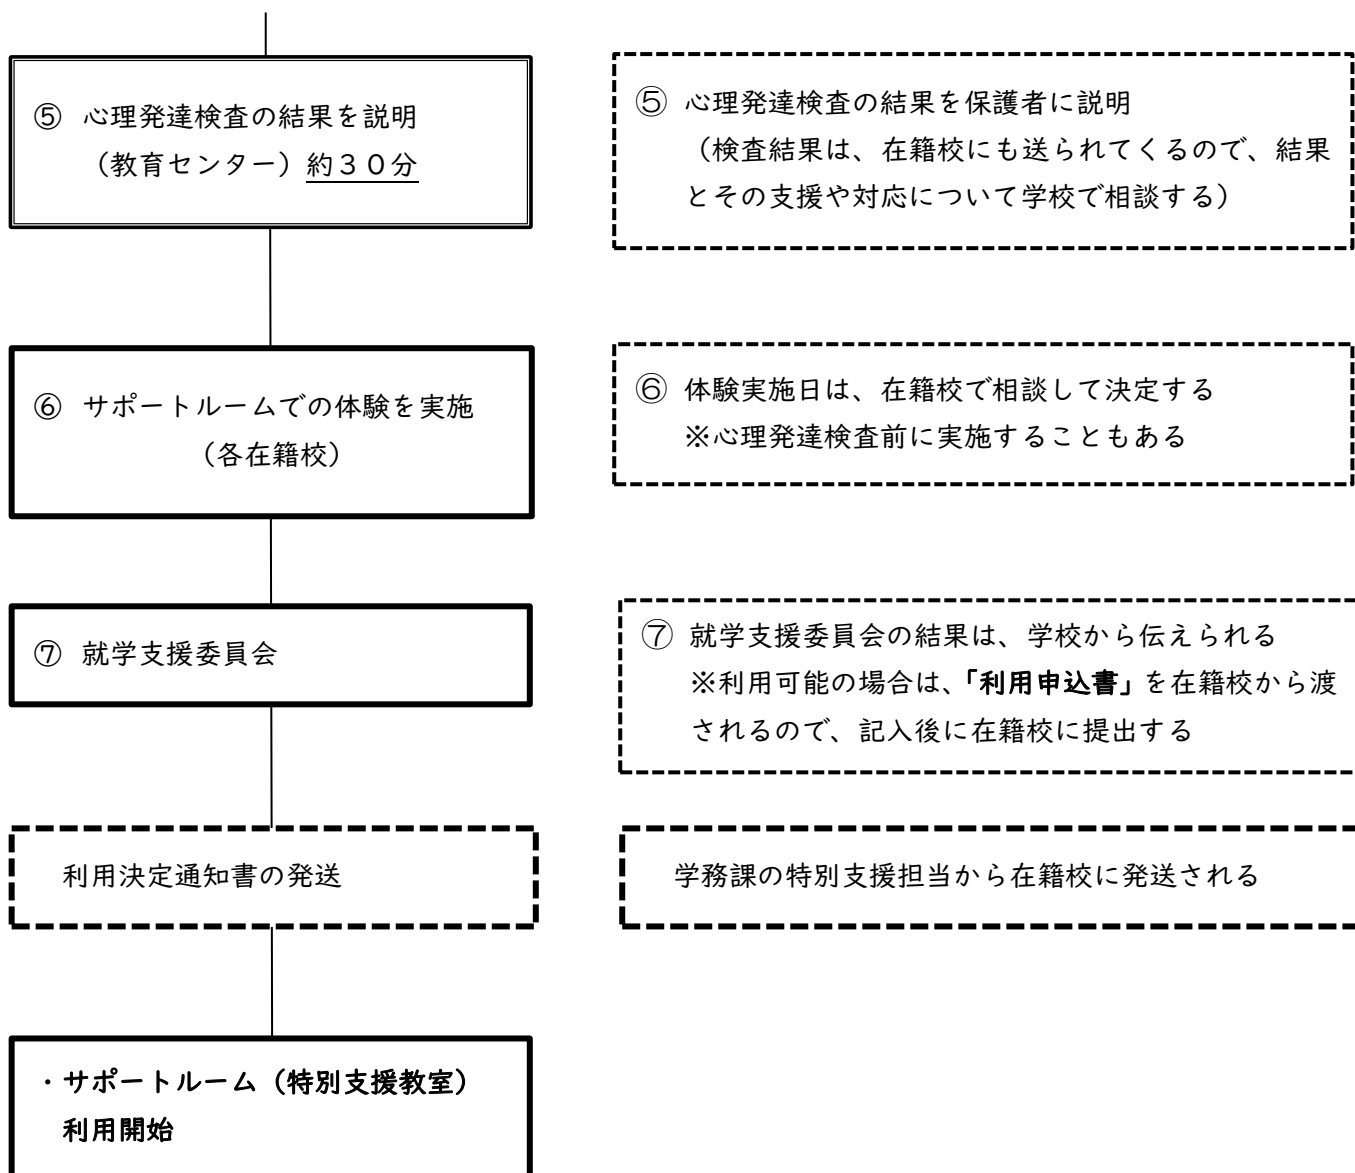 ⑤ 心理発達検査の結果を説明
（教育センター）約３０分
⑤ 心理発達検査の結果を保護者に説明
（検査結果は、在籍校にも送られてくるので、結果
とその支援や対応について学校で相談する）
⑥ サポートルームでの体験を実施
（各在籍校）
⑥ 体験実施日は、在籍校で相談して決定する
※心理発達検査前に実施することもある
⑦ 就学支援委員会
⑦ 就学支援委員会の結果は、学校から伝えられる
※利用可能の場合は、「利用申込書」を在籍校から渡
されるので、記入後に在籍校に提出する
利用決定通知書の発送
学務課の特別支援担当から在籍校に発送される
・サポートルーム（特別支援教室）
利用開始